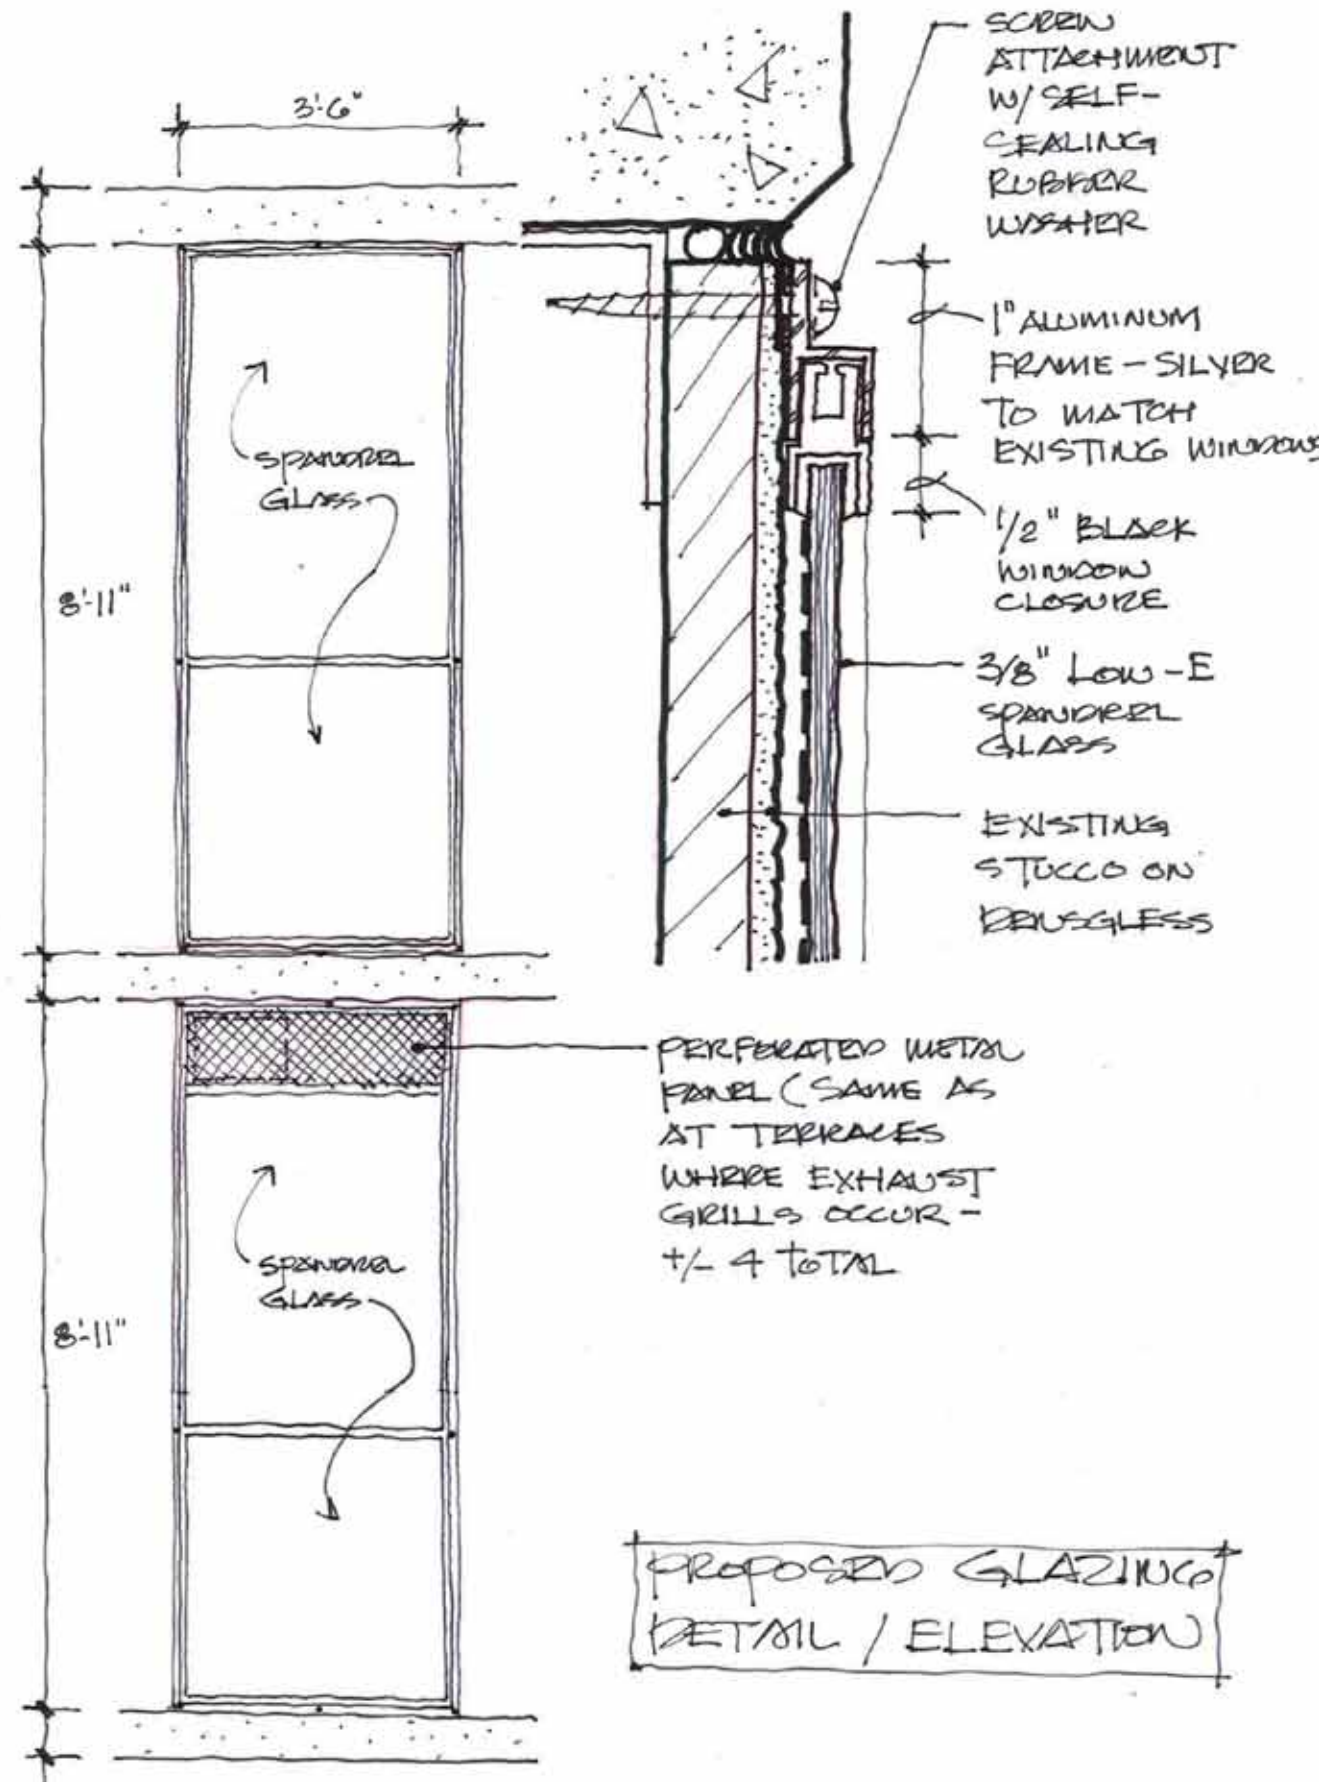 3'-6"
SCREW
ATTACHMENT
W/ SELF-
SEALING
RUBBER
WASHER
1" ALUMINUM
FRAME - SILVER
TO MATCH
EXISTING WINDOWS
SPANDREL
GLASS
1/2" BLACK
WINDOW
CLOSURE
8'-11"
3/8" LOW-E
SPANDREL
GLASS
EXISTING
STUCCO ON
DENSGLESS
PERFERATED METAL
PANEL (SAME AS
AT TERRACES
WHERE EXHAUST
GRILLS OCCUR -
+/- 4 TOTAL
SPANDREL
GLASS
8'-11"
PROPOSED GLAZING
DETAIL / ELEVATION